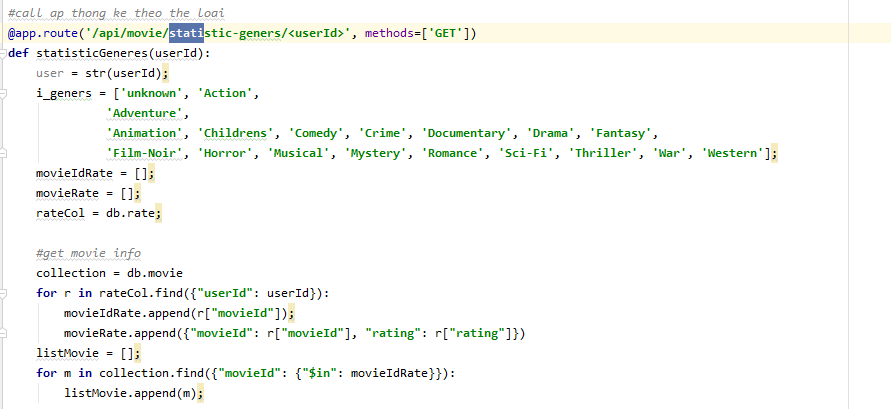 #call ap thong ke theo the loai
@app.route('/api/movie/statistic-geners/<userId>', methods=['GET'])
def statisticGeneres(userId):
    user = str(userId);
    i_geners = ['unknown', 'Action',
              'Adventure',
              'Animation', 'Childrens', 'Comedy', 'Crime', 'Documentary', 'Drama', 'Fantasy',
              'Film-Noir', 'Horror', 'Musical', 'Mystery', 'Romance', 'Sci-Fi', 'Thriller', 'War', 'Western'];
    movieIdRate = [];
    movieRate = [];
    rateCol = db.rate;
    #get movie info
    collection = db.movie
    for r in rateCol.find({"userId": userId}):
        movieIdRate.append(r["movieId"]);
        movieRate.append({"movieId": r["movieId"], "rating": r["rating"]})
    listMovie = [];
    for m in collection.find({"movieId": {"$in": movieIdRate}}):
        listMovie.append(m);